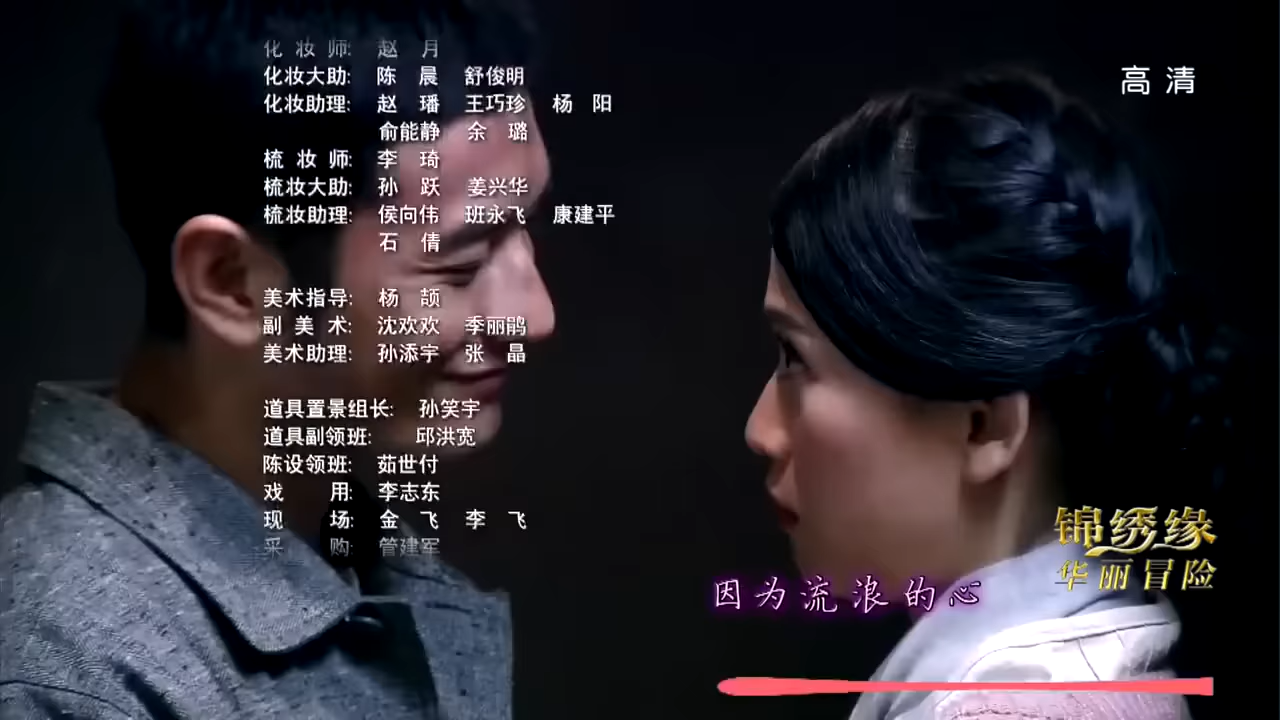 化妆师: 赵月
化妆大助: 陈晨 舒俊明
化妆助理: 赵璠 王巧珍 杨阳
俞能静 余璐
梳妆师: 李琦
梳妆大助: 孙跃 姜兴华
梳妆助理: 侯向伟 班永飞 康建平
石倩
美术指导: 杨颉
副美术: 沈欢欢 季丽鹃
美术助理: 孙添宇 张晶
道具置景组长: 孙笑宇
道具副领班: 邱洪宽
陈设领班: 茹世付
戏用: 李志东
现场: 金飞 李飞
采购: 管建军
高清
锦绣缘
华丽冒险
因为流浪的心